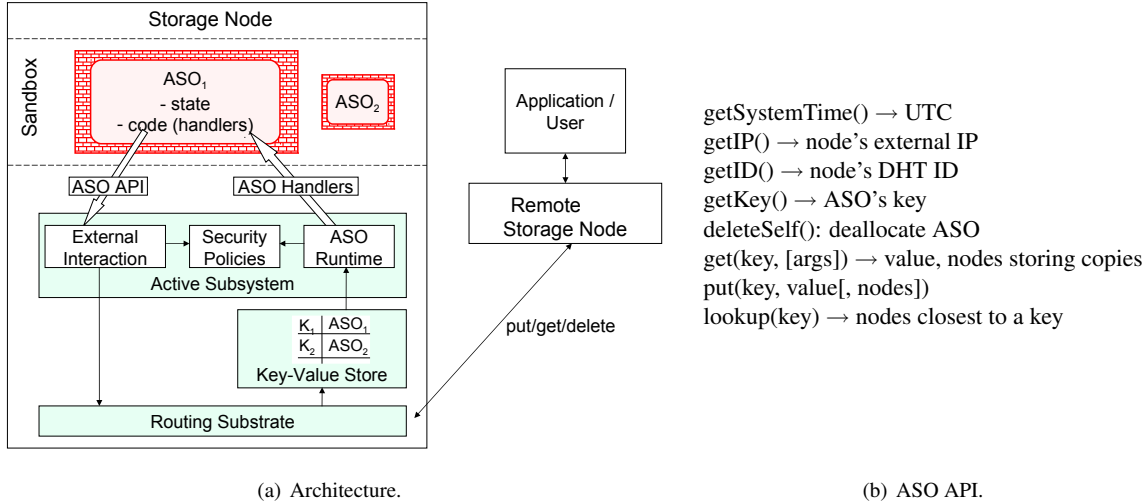 Storage Node
Sandbox
ASO1
- state
- code (handlers)
ASO2
ASO API
ASO Handlers
External
Interaction
Security
Policies
ASO
Runtime
Active Subsystem
K1 ASO1
K2 ASO2
Key-Value Store
Routing Substrate
Application /
User
Remote
Storage Node
put/get/delete
(a) Architecture.
getSystemTime() → UTC
getIP() → node's external IP
getID() → node's DHT ID
getKey() → ASO's key
deleteSelf(): deallocate ASO
get(key, [args]) → value, nodes storing copies
put(key, value[, nodes])
lookup(key) → nodes closest to a key
(b) ASO API.